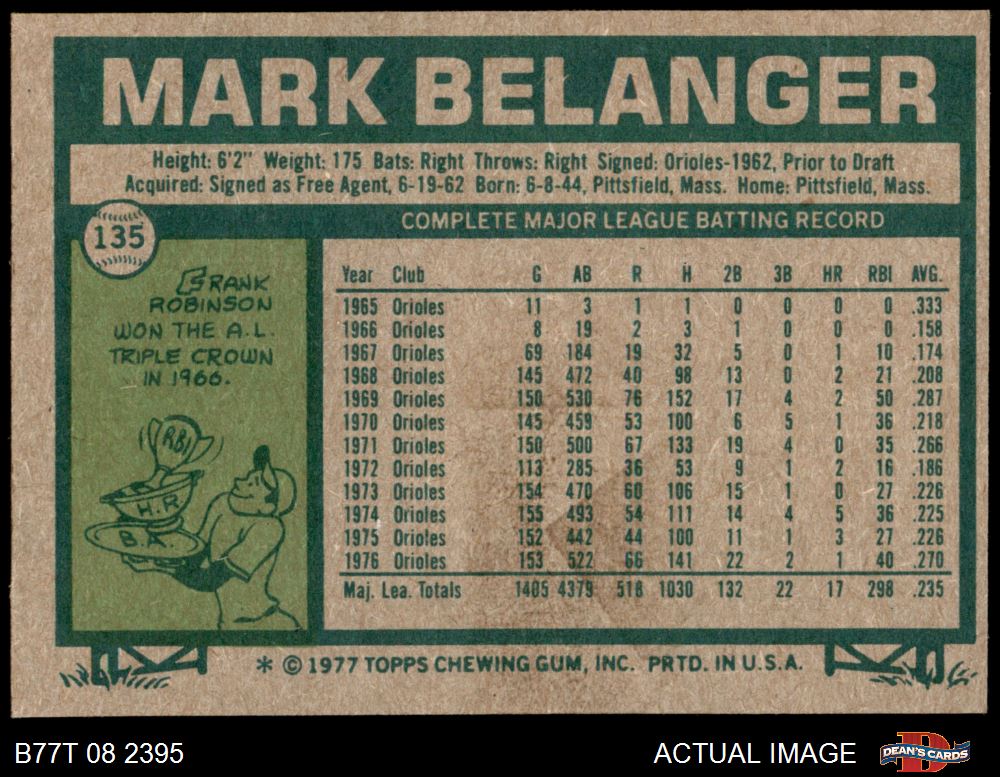 MARK BELANGER
Height: 6'2" Weight: 175 Bats: Right Throws: Right Signed: Orioles-1962, Prior to Draft
Acquired: Signed as Free Agent, 6-19-62 Born: 6-8-44, Pittsfield, Mass. Home: Pittsfield, Mass.
135
COMPLETE MAJOR LEAGUE BATTING RECORD
FRANK
ROBINSON
WON THE A.L.
TRIPLE CROWN
IN 1966.
RBI
H.R.
B.A.
Year Club G AB R H 2B 3B HR RBI AVG.
1965 Orioles 11 3 1 1 0 0 0 0 .333
1966 Orioles 8 19 2 3 1 0 0 0 .158
1967 Orioles 69 184 19 32 5 0 1 10 .174
1968 Orioles 145 472 40 98 13 0 2 21 .208
1969 Orioles 150 530 76 152 17 4 2 50 .287
1970 Orioles 145 459 53 100 6 5 1 36 .218
1971 Orioles 150 500 67 133 19 4 0 35 .266
1972 Orioles 113 285 36 53 9 1 2 16 .186
1973 Orioles 154 470 60 106 15 1 0 27 .226
1974 Orioles 155 493 54 111 14 4 5 36 .225
1975 Orioles 152 442 44 100 11 1 3 27 .226
1976 Orioles 153 522 66 141 22 2 1 40 .270
Maj. Lea. Totals 1405 4379 518 1030 132 22 17 298 .235
* © 1977 TOPPS CHEWING GUM, INC. PRTD. IN U.S.A.
B77T 08 2395
ACTUAL IMAGE
D
DEAN'S CARDS